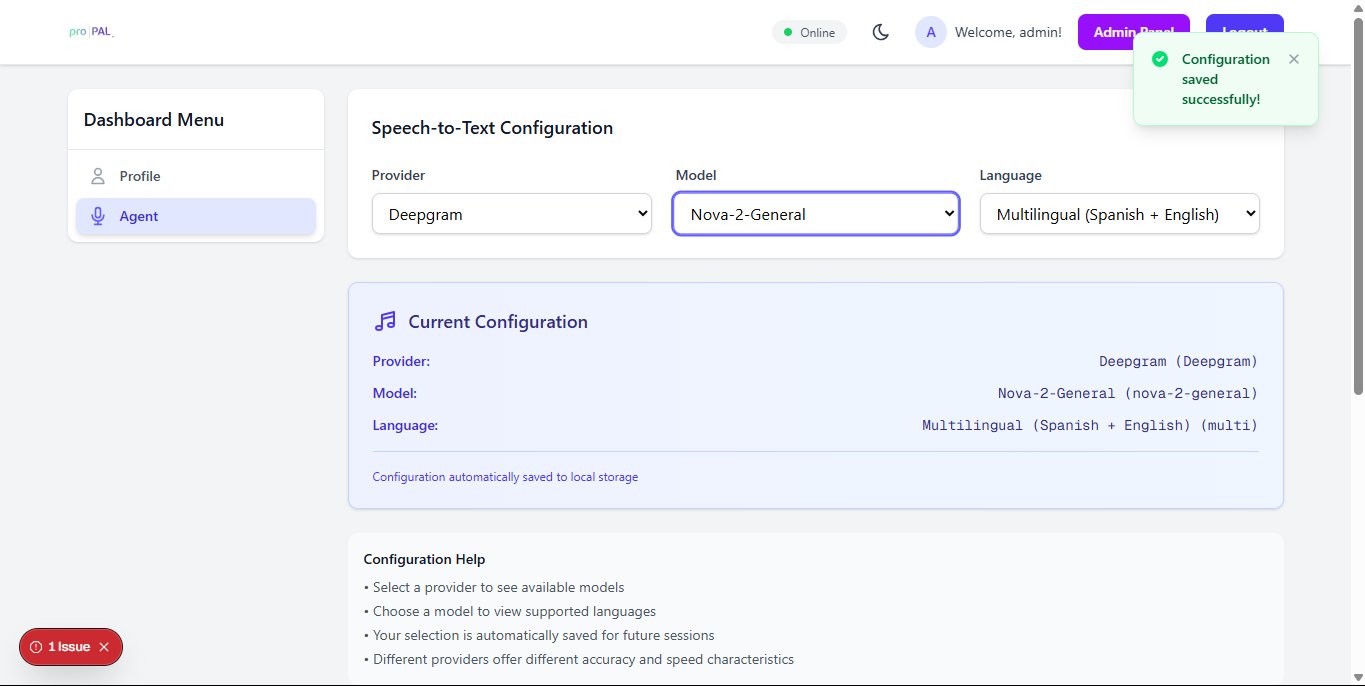 pro|PAL.
Online
A
Welcome, admin!
Admin Panel
Logout
Configuration
saved
successfully!
Dashboard Menu
Profile
Agent
Speech-to-Text Configuration
Provider
Model
Language
Deepgram
Nova-2-General
Multilingual (Spanish + English)
Current Configuration
Provider: Deepgram (Deepgram)
Model: Nova-2-General (nova-2-general)
Language: Multilingual (Spanish + English) (multi)
Configuration automatically saved to local storage
Configuration Help
• Select a provider to see available models
• Choose a model to view supported languages
• Your selection is automatically saved for future sessions
• Different providers offer different accuracy and speed characteristics
1 Issue